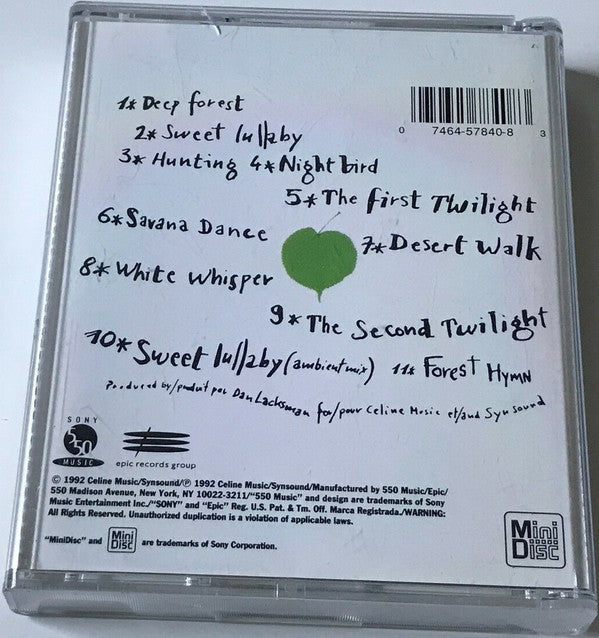 1* Deep forest
2* Sweet lullaby
3* Hunting 4* Night bird
5* The first Twilight
6* Savana Dance
7* Desert Walk
8* White Whisper
9* The Second Twilight
10* Sweet lullaby (ambient mix) 11* Forest Hymn
Produced by/produit par Dan Lacksman for/pour Celine Music et/and Synsound
0 7464-57840-8 3
SONY
550
MUSIC
epic records group
© 1992 Celine Music/Synsound/℗ 1992 Celine Music/Synsound/Manufactured by 550 Music/Epic/
550 Madison Avenue, New York, NY 10022-3211/"550 Music" and design are trademarks of Sony
Music Entertainment Inc./"SONY" and "Epic" Reg. U.S. Pat. & Tm. Off. Marca Registrada./WARNING:
All Rights Reserved. Unauthorized duplication is a violation of applicable laws.
"MiniDisc" and Mini Disc are trademarks of Sony Corporation.
Mini
Disc